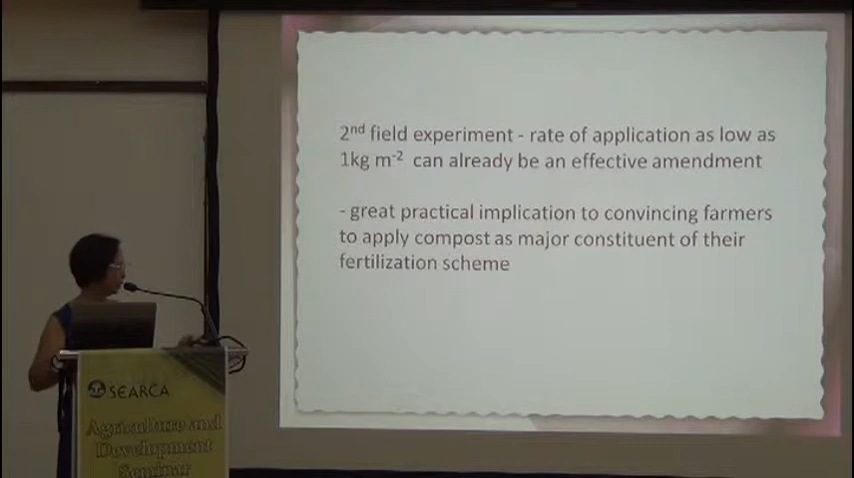 2nd field experiment - rate of application as low as
1kg m-2 can already be an effective amendment
- great practical implication to convincing farmers
to apply compost as major constituent of their
fertilization scheme
SEARCA
Agriculture and
Development
Seminar